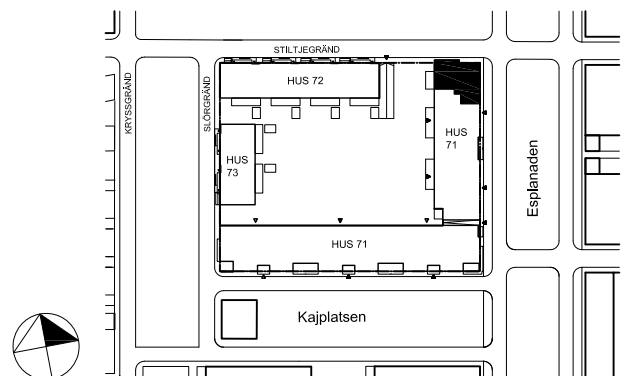 STILTJEGRÄND
HUS 72
KRYSSGRÄND
SLÖRGRÄND
HUS
71
HUS
73
Esplanaden
HUS 71
Kajplatsen